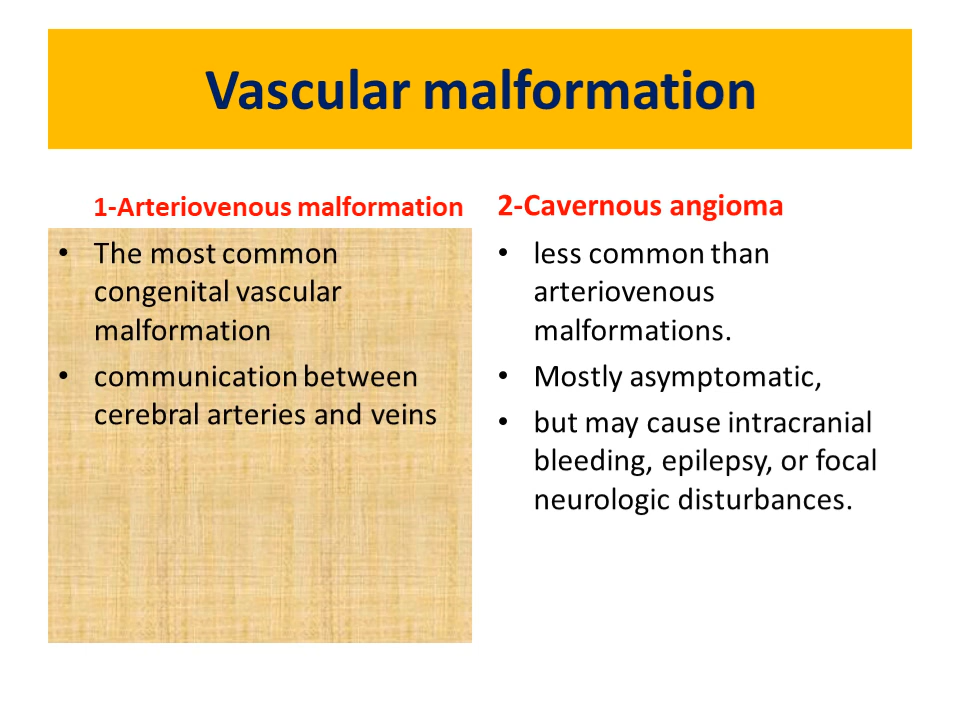 Vascular malformation
1-Arteriovenous malformation
• The most common
congenital vascular
malformation
• communication between
cerebral arteries and veins
2-Cavernous angioma
• less common than
arteriovenous
malformations.
• Mostly asymptomatic,
• but may cause intracranial
bleeding, epilepsy, or focal
neurologic disturbances.